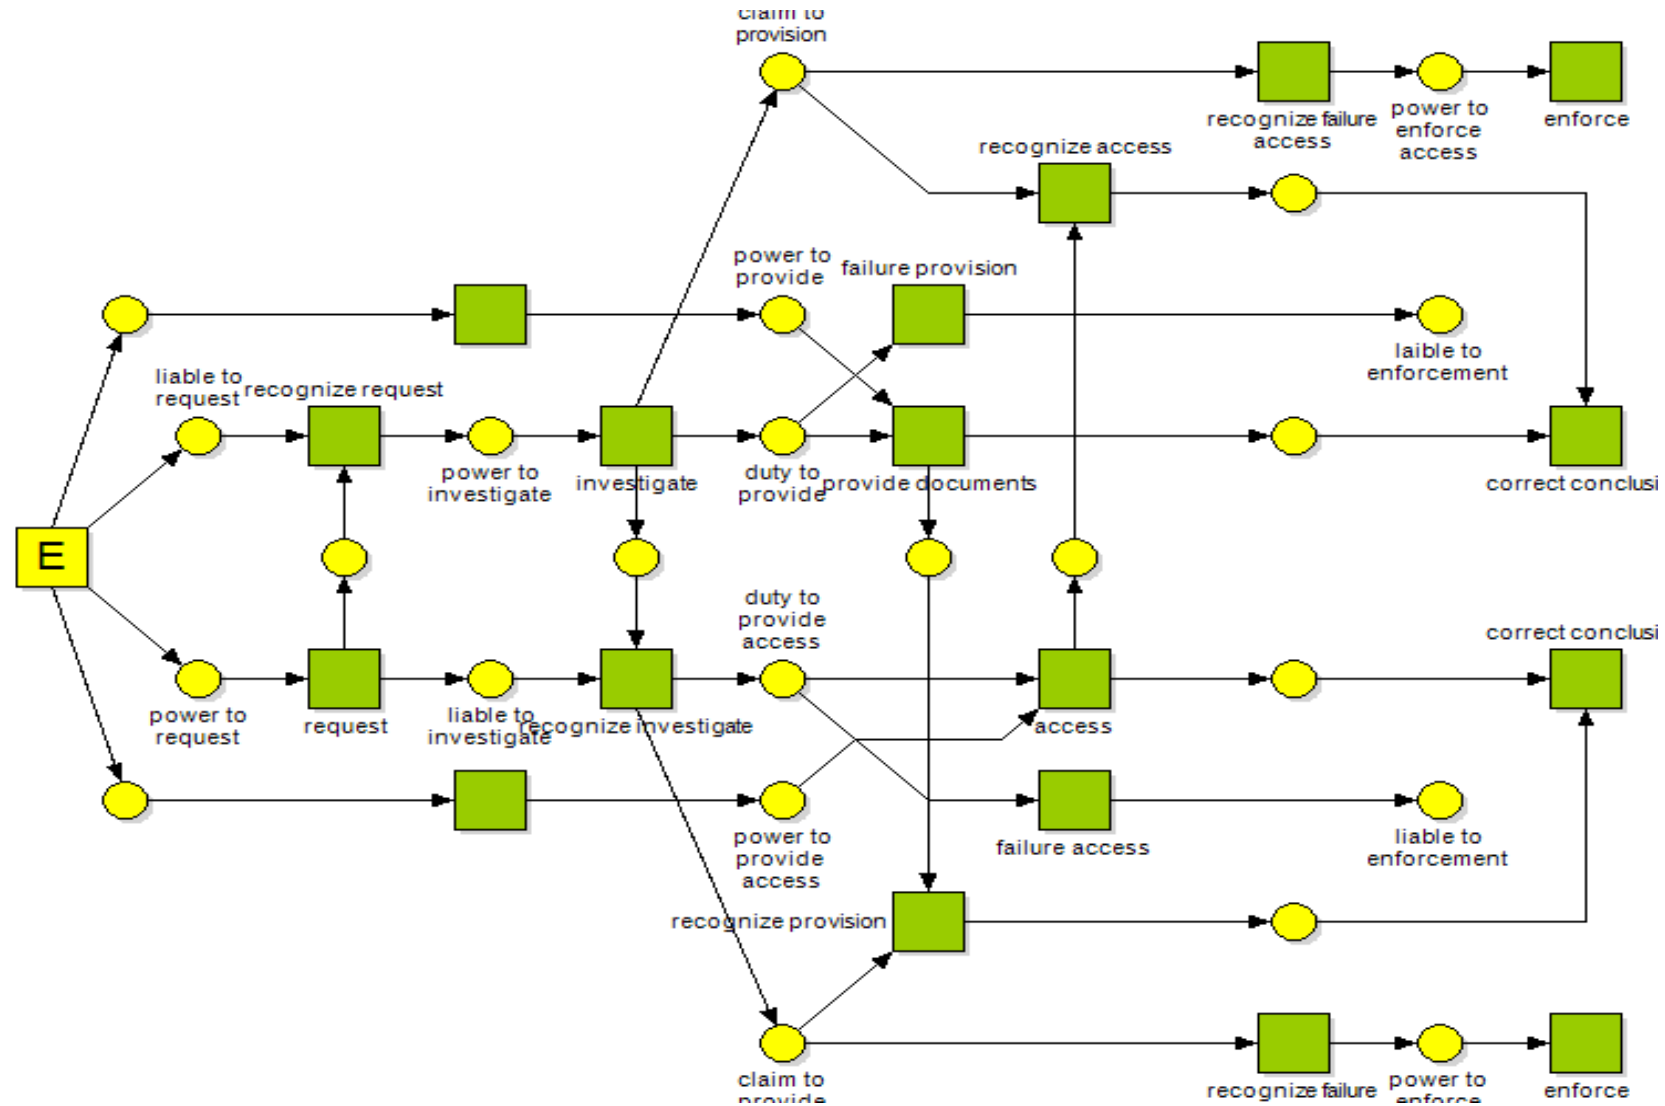 claim to
provision
recognize failure
access
power to
enforce
access
enforce
recognize access
power to
provide
failure provision
laible to
enforcement
liable to
request
recognize request
power to
investigate
investigate
duty to
provide
provide documents
correct conclusi
E
duty to
provide
access
correct conclusi
power to
request
request
liable to
investigate
recognize investigate
access
power to
provide
access
failure access
liable to
enforcement
recognize provision
claim to
provide
recognize failure
power to
enforce
enforce